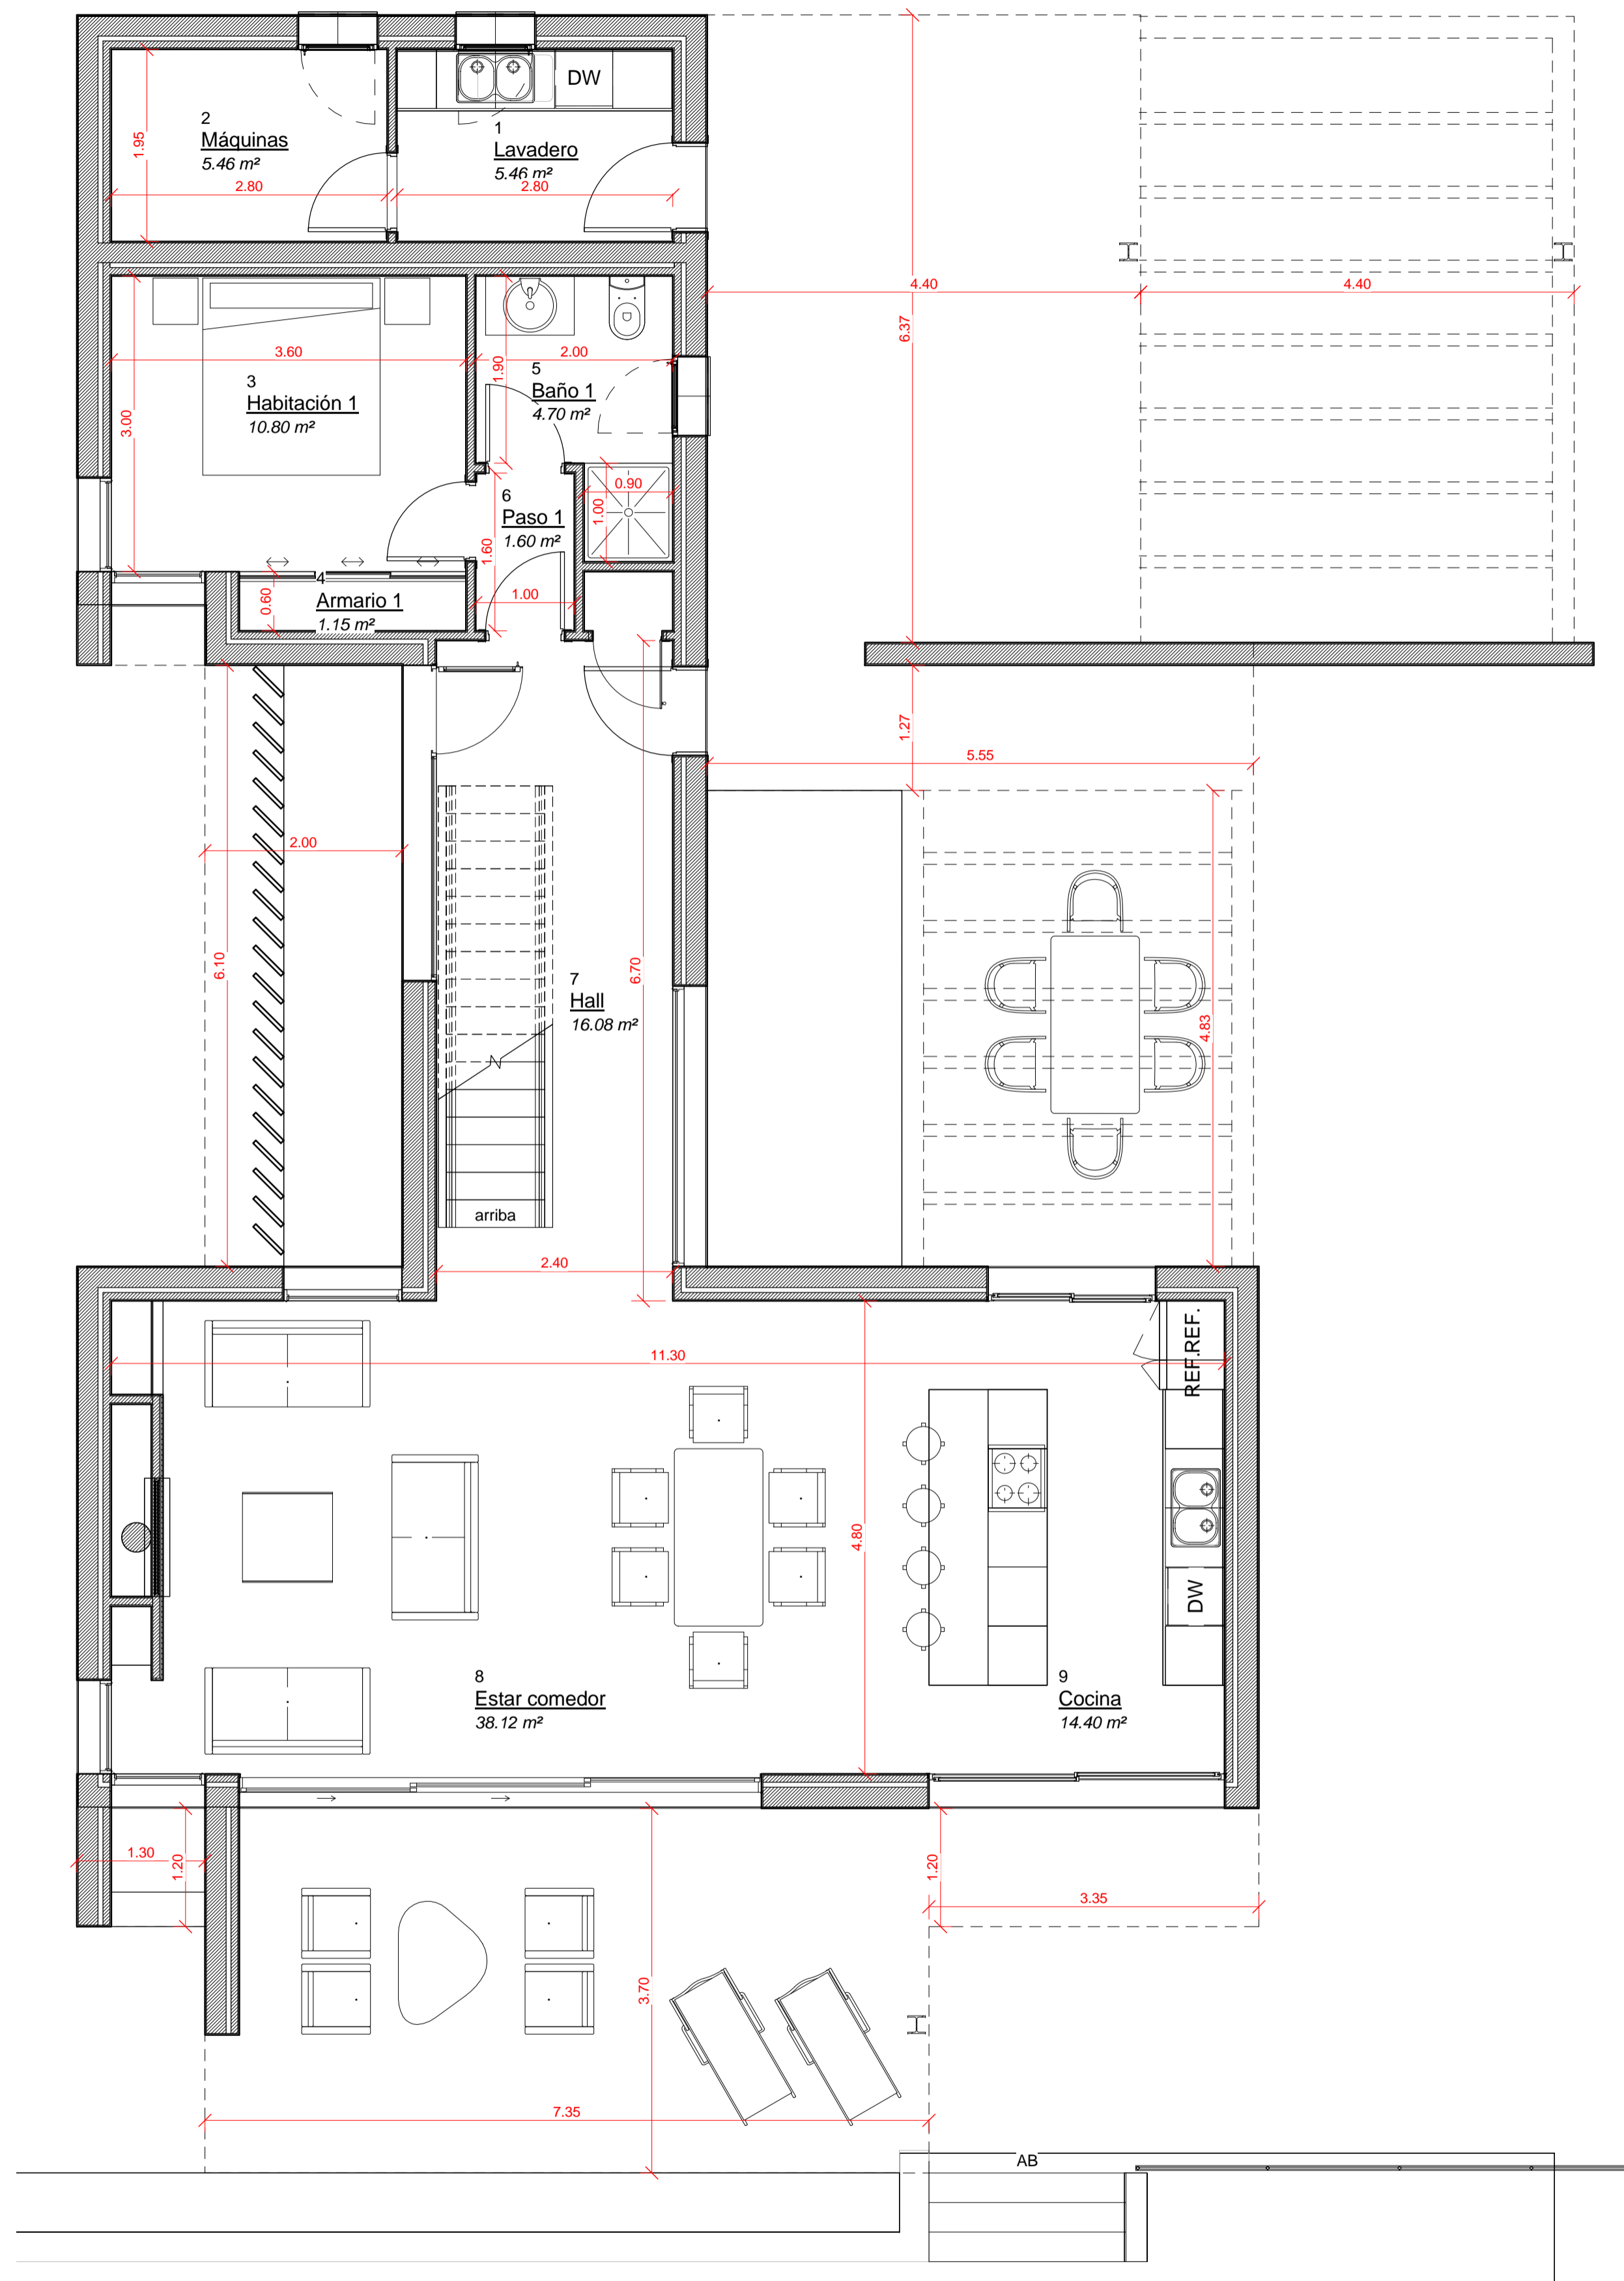 DW
2
Máquinas
5.46 m²
1
Lavadero
5.46 m²
1.95
2.80
2.80
4.40
4.40
6.37
3.60
2.00
1.90
3.00
3
Habitación 1
10.80 m²
5
Baño 1
4.70 m²
0.90
1.00
6
Paso 1
1.60 m²
1.60
4
Armario 1
1.15 m²
0.60
1.00
1.27
5.55
2.00
6.10
6.70
7
Hall
16.08 m²
4.83
arriba
2.40
REF.REF.
11.30
4.80
DW
8
Estar comedor
38.12 m²
9
Cocina
14.40 m²
1.30
1.20
1.20
3.35
3.70
7.35
AB